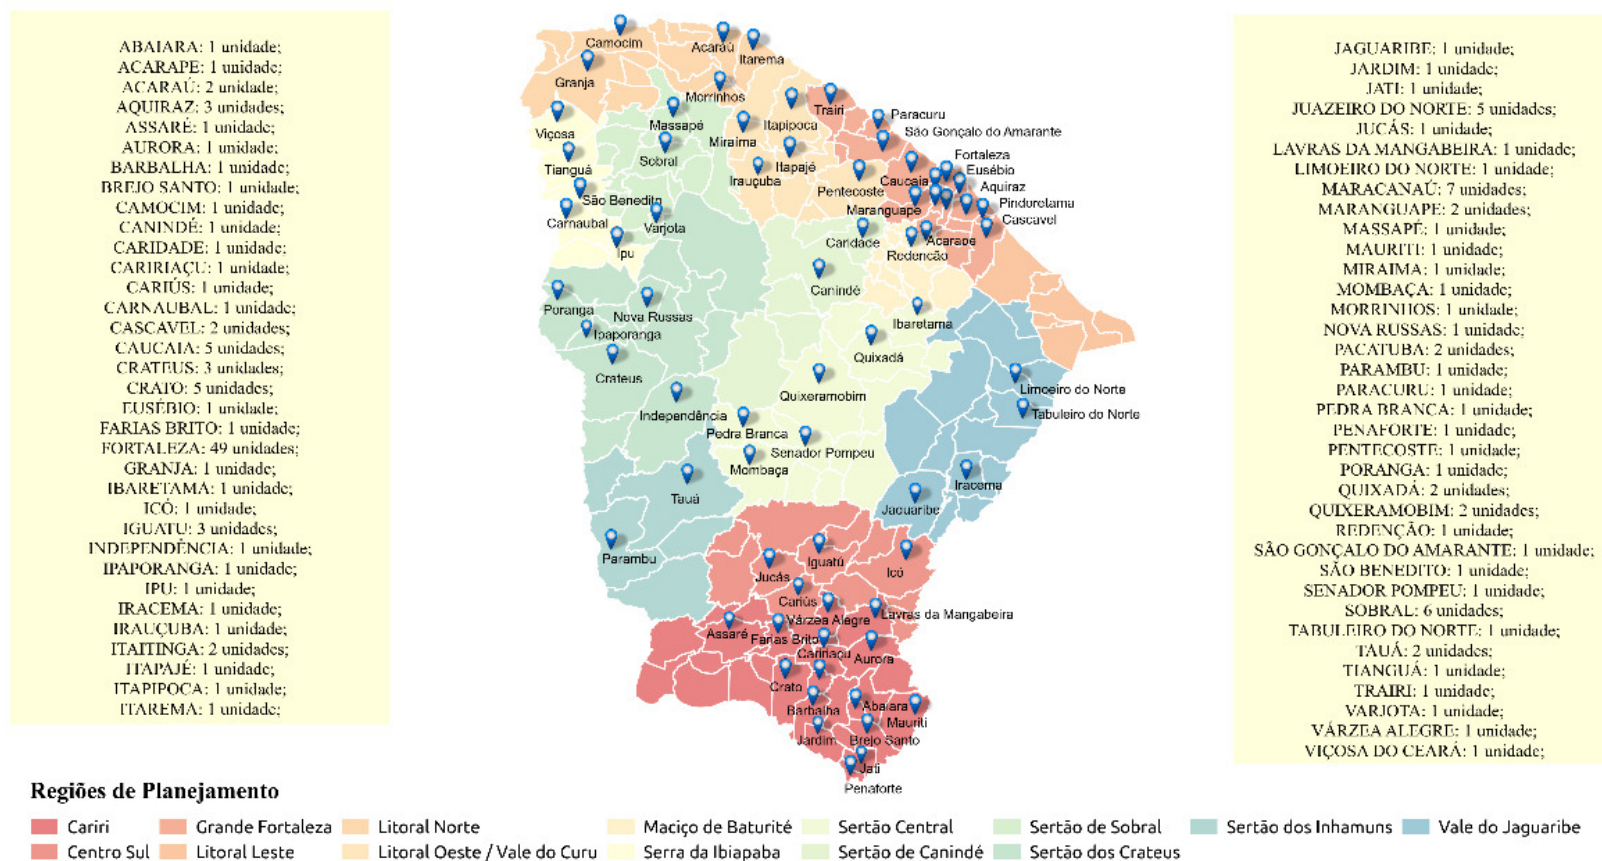 ABAIARA: 1 unidade;
ACARAPE: 1 unidade;
ACARAÚ: 2 unidade;
AQUIRAZ: 3 unidades;
ASSARÉ: 1 unidade;
AURORA: 1 unidade;
BARBALHA: 1 unidade;
BREJO SANTO: 1 unidade;
CAMOCIM: 1 unidade;
CANINDÉ: 1 unidade;
CARIDADE: 1 unidade;
CARIRIAÇU: 1 unidade;
CARIÚS: 1 unidade;
CARNAUBAL: 1 unidade;
CASCAVEL: 2 unidades;
CAUCAIA: 5 unidades;
CRATEUS: 3 unidades;
CRATO: 5 unidades;
EUSÉBIO: 1 unidade;
FARIAS BRITO: 1 unidade;
FORTALEZA: 49 unidades;
GRANJA: 1 unidade;
IBARETAMA: 1 unidade;
ICÓ: 1 unidade;
IGUATU: 3 unidades;
INDEPENDÊNCIA: 1 unidade;
IPAPORANGA: 1 unidade;
IPU: 1 unidade;
IRACEMA: 1 unidade;
IRAUÇUBA: 1 unidade;
ITAITINGA: 2 unidades;
ITAPAJÉ: 1 unidade;
ITAPIPOCA: 1 unidade;
ITAREMA: 1 unidade;
Camocim
Acaraú
Itarema
Granja
Morrinhos
Trairi
Paracuru
Viçosa
Massapé
Itapipoca
São Gonçalo do Amarante
Miraima
Sobral
Fortaleza
Tianguá
Itapajé
Eusébio
Irauçuba
Caucaia
Pentecoste
Aquiraz
São Benedito
Pindoretama
Maranguape
Carnaubal
Cascavel
Varjota
Caridade
Acarape
Ipu
Redenção
Canindé
Poranga
Nova Russas
Ibaretama
Ipaporanga
Quixadá
Crateus
Limoeiro do Norte
Quixeramobim
Independência
Tabuleiro do Norte
Pedra Branca
Senador Pompeu
Mombaça
Iracema
Tauá
Jaguaribe
Parambu
Iguatú
Icó
Jucás
Cariús
Lavras da Mangabeira
Várzea Alegre
Assaré
Farias Brito
Caririaçu
Aurora
Crato
Abaiara
Barbalha
Mauriti
Jardim
Brejo Santo
Jati
Penaforte
JAGUARIBE: 1 unidade;
JARDIM: 1 unidade;
JATI: 1 unidade;
JUAZEIRO DO NORTE: 5 unidades;
JUCÁS: 1 unidade;
LAVRAS DA MANGABEIRA: 1 unidade;
LIMOEIRO DO NORTE: 1 unidade;
MARACANAÚ: 7 unidades;
MARANGUAPE: 2 unidades;
MASSAPÉ: 1 unidade;
MAURITI: 1 unidade;
MIRAIMA: 1 unidade;
MOMBAÇA: 1 unidade;
MORRINHOS: 1 unidade;
NOVA RUSSAS: 1 unidade;
PACATUBA: 2 unidades;
PARAMBU: 1 unidade;
PARACURU: 1 unidade;
PEDRA BRANCA: 1 unidade;
PENAFORTE: 1 unidade;
PENTECOSTE: 1 unidade;
PORANGA: 1 unidade;
QUIXADÁ: 2 unidades;
QUIXERAMOBIM: 2 unidades;
REDENÇÃO: 1 unidade;
SÃO GONÇALO DO AMARANTE: 1 unidade;
SÃO BENEDITO: 1 unidade;
SENADOR POMPEU: 1 unidade;
SOBRAL: 6 unidades;
TABULEIRO DO NORTE: 1 unidade;
TAUÁ: 2 unidades;
TIANGUÁ: 1 unidade;
TRAIRI: 1 unidade;
VARJOTA: 1 unidade;
VÁRZEA ALEGRE: 1 unidade;
VIÇOSA DO CEARÁ: 1 unidade;
Regiões de Planejamento
Cariri
Grande Fortaleza
Litoral Norte
Maciço de Baturité
Sertão Central
Sertão de Sobral
Sertão dos Inhamuns
Vale do Jaguaribe
Centro Sul
Litoral Leste
Litoral Oeste / Vale do Curu
Serra da Ibiapaba
Sertão de Canindé
Sertão dos Crateus